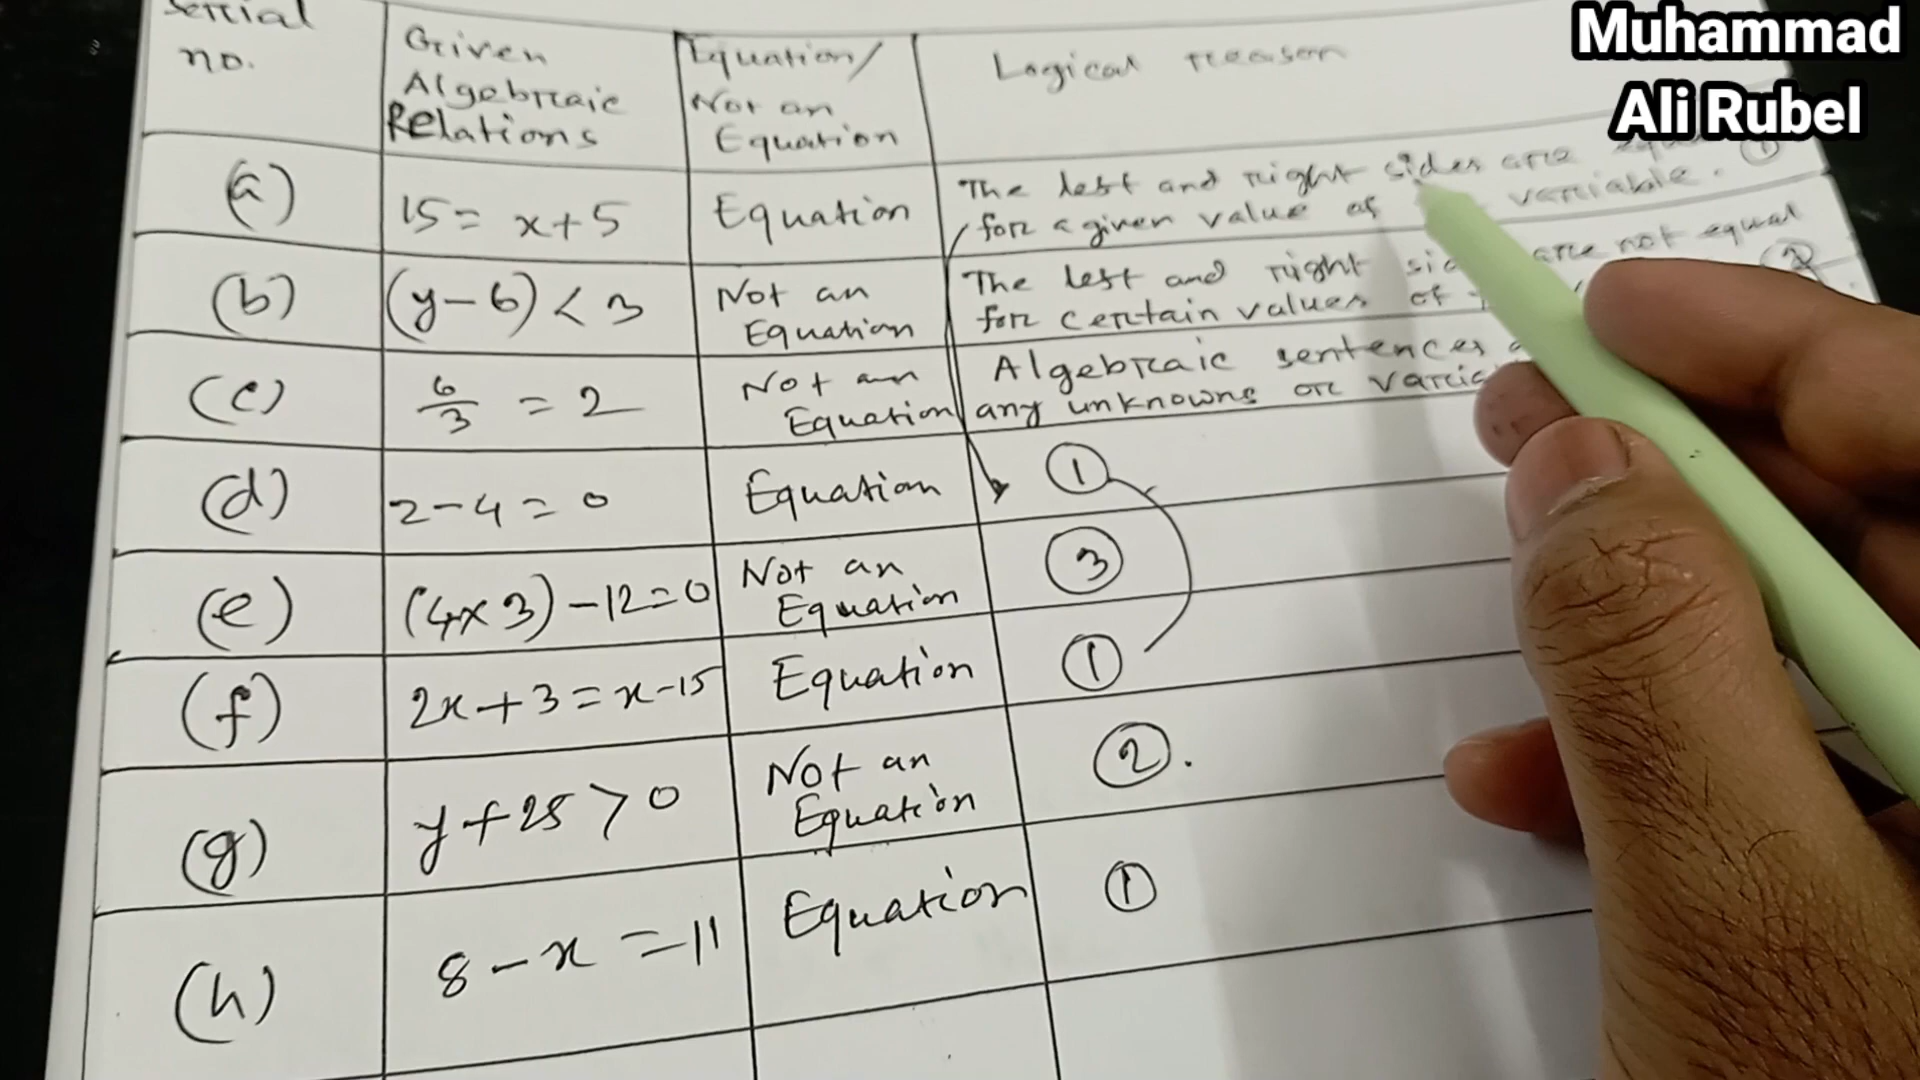 Muhammad
Ali Rubel
Serial
no.
Given
Algebraic
Relations
Equation/
Not an
Equation
Logical reason
(a)
15 = x+5
Equation
The left and right sides are
for a given value of variable. ①
(b)
(y-6) < 3
Not an
Equation
The left and right are not equal
for certain values of ②
(c)
6/3 = 2
Not an
Equation
Algebraic sentences
any unknowns or
(d)
2-4 = 0
Equation
①
(e)
(4x3)-12=0
Not an
Equation
③
(f)
2x+3=x-15
Equation
①
(g)
y+25 > 0
Not an
Equation
②.
(h)
8-x =11
Equation
①